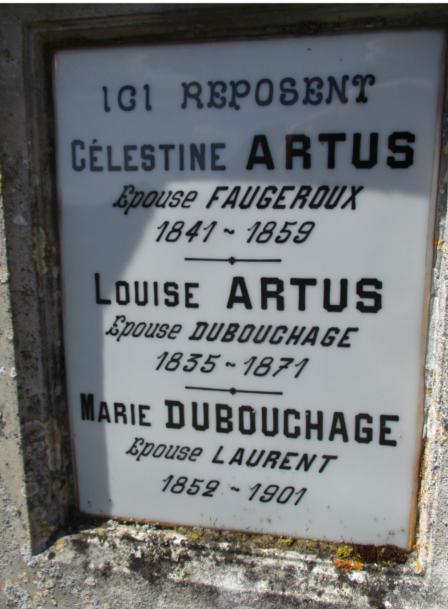 ICI REPOSENT
CÉLESTINE ARTUS
Epouse FAUGEROUX
1841 ~ 1859
LOUISE ARTUS
Epouse DUBOUCHAGE
1835 ~ 1871
MARIE DUBOUCHAGE
Epouse LAURENT
1852 ~ 1901